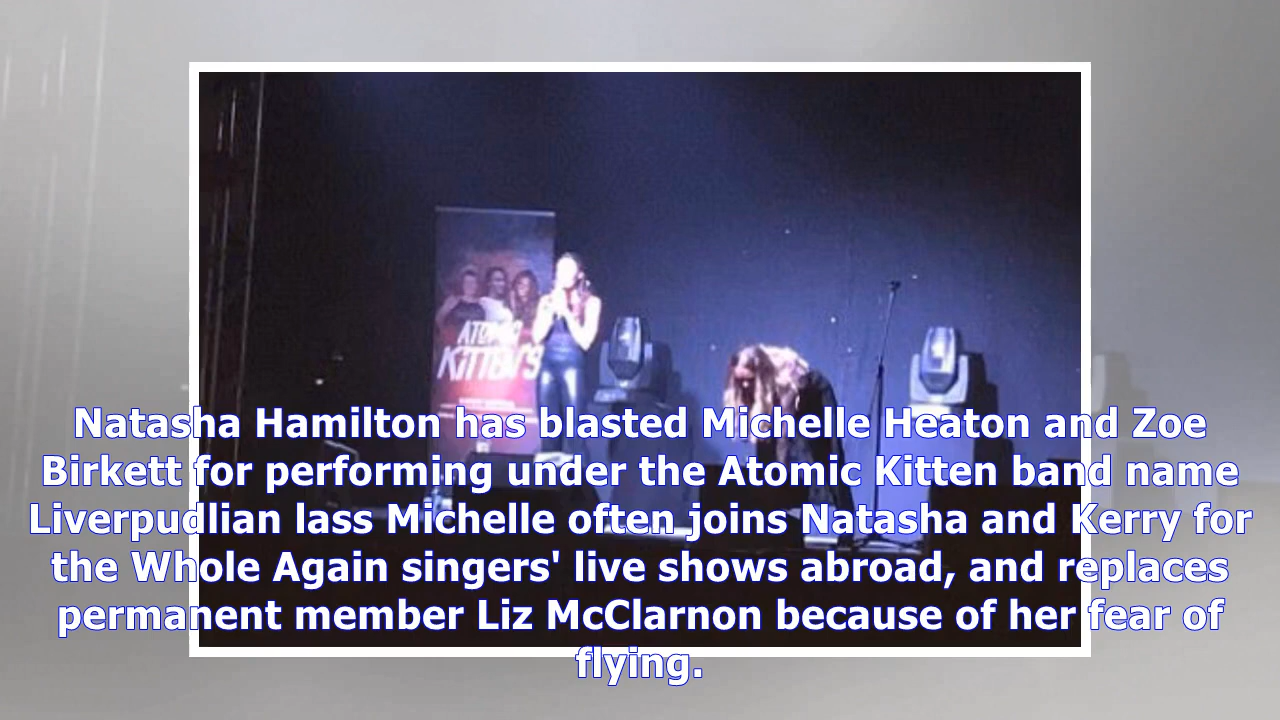 ATOMIC
KITTENS
Natasha Hamilton has blasted Michelle Heaton and Zoe
Birkett for performing under the Atomic Kitten band name
Liverpudlian lass Michelle often joins Natasha and Kerry for
the Whole Again singers' live shows abroad, and replaces
permanent member Liz McClarnon because of her fear of
flying.